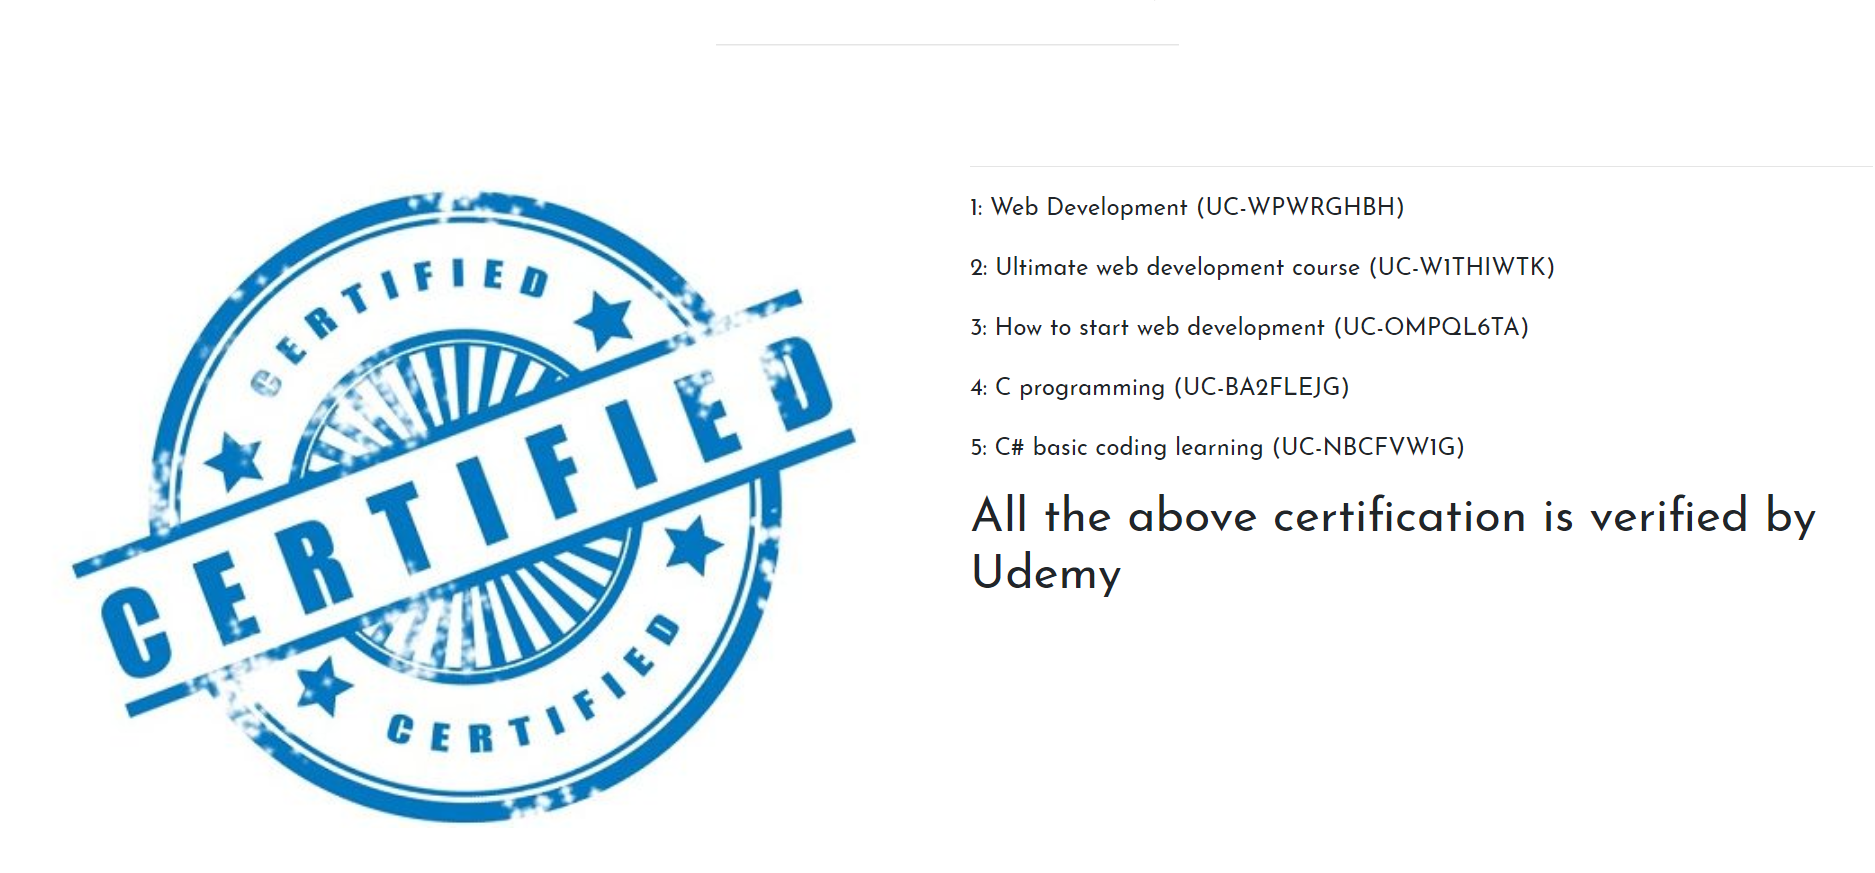 CERTIFIED
CERTIFIED
CERTIFIED
1: Web Development (UC-WPWRGHBH)
2: Ultimate web development course (UC-W1THIWTK)
3: How to start web development (UC-OMPQL6TA)
4: C programming (UC-BA2FLEJG)
5: C# basic coding learning (UC-NBCFVW1G)
All the above certification is verified by
Udemy